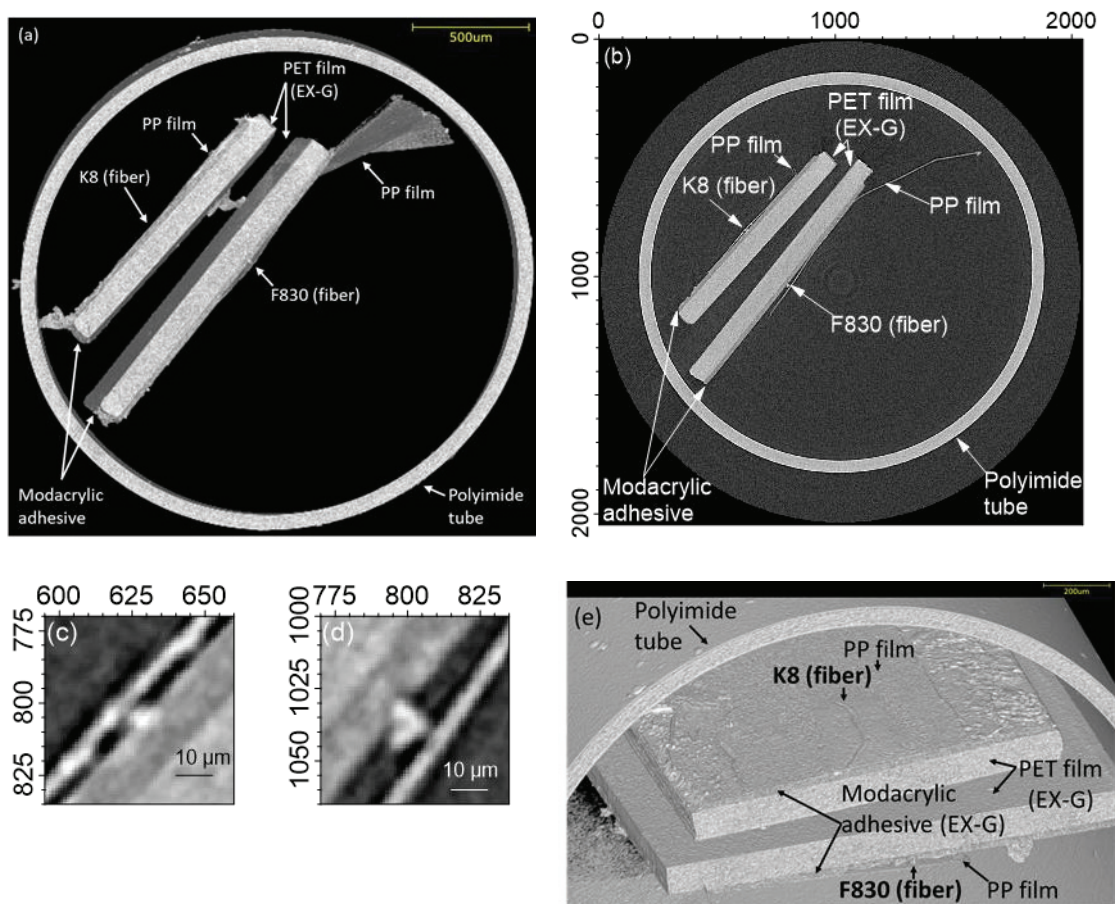 (a)
500um
PET film
(EX-G)
PP film
K8 (fiber)
PP film
F830 (fiber)
Modacrylic
adhesive
Polyimide
tube
0 1000 2000
0
1000
2000
(b)
PET film
(EX-G)
PP film
K8 (fiber)
PP film
F830 (fiber)
Modacrylic
adhesive
Polyimide
tube
600 625 650
775
800
825
(c)
10 µm
775 800 825
1000
1025
1050
(d)
10 µm
(e)
200um
Polyimide
tube
PP film
K8 (fiber)
PET film
(EX-G)
Modacrylic
adhesive (EX-G)
F830 (fiber)
PP film